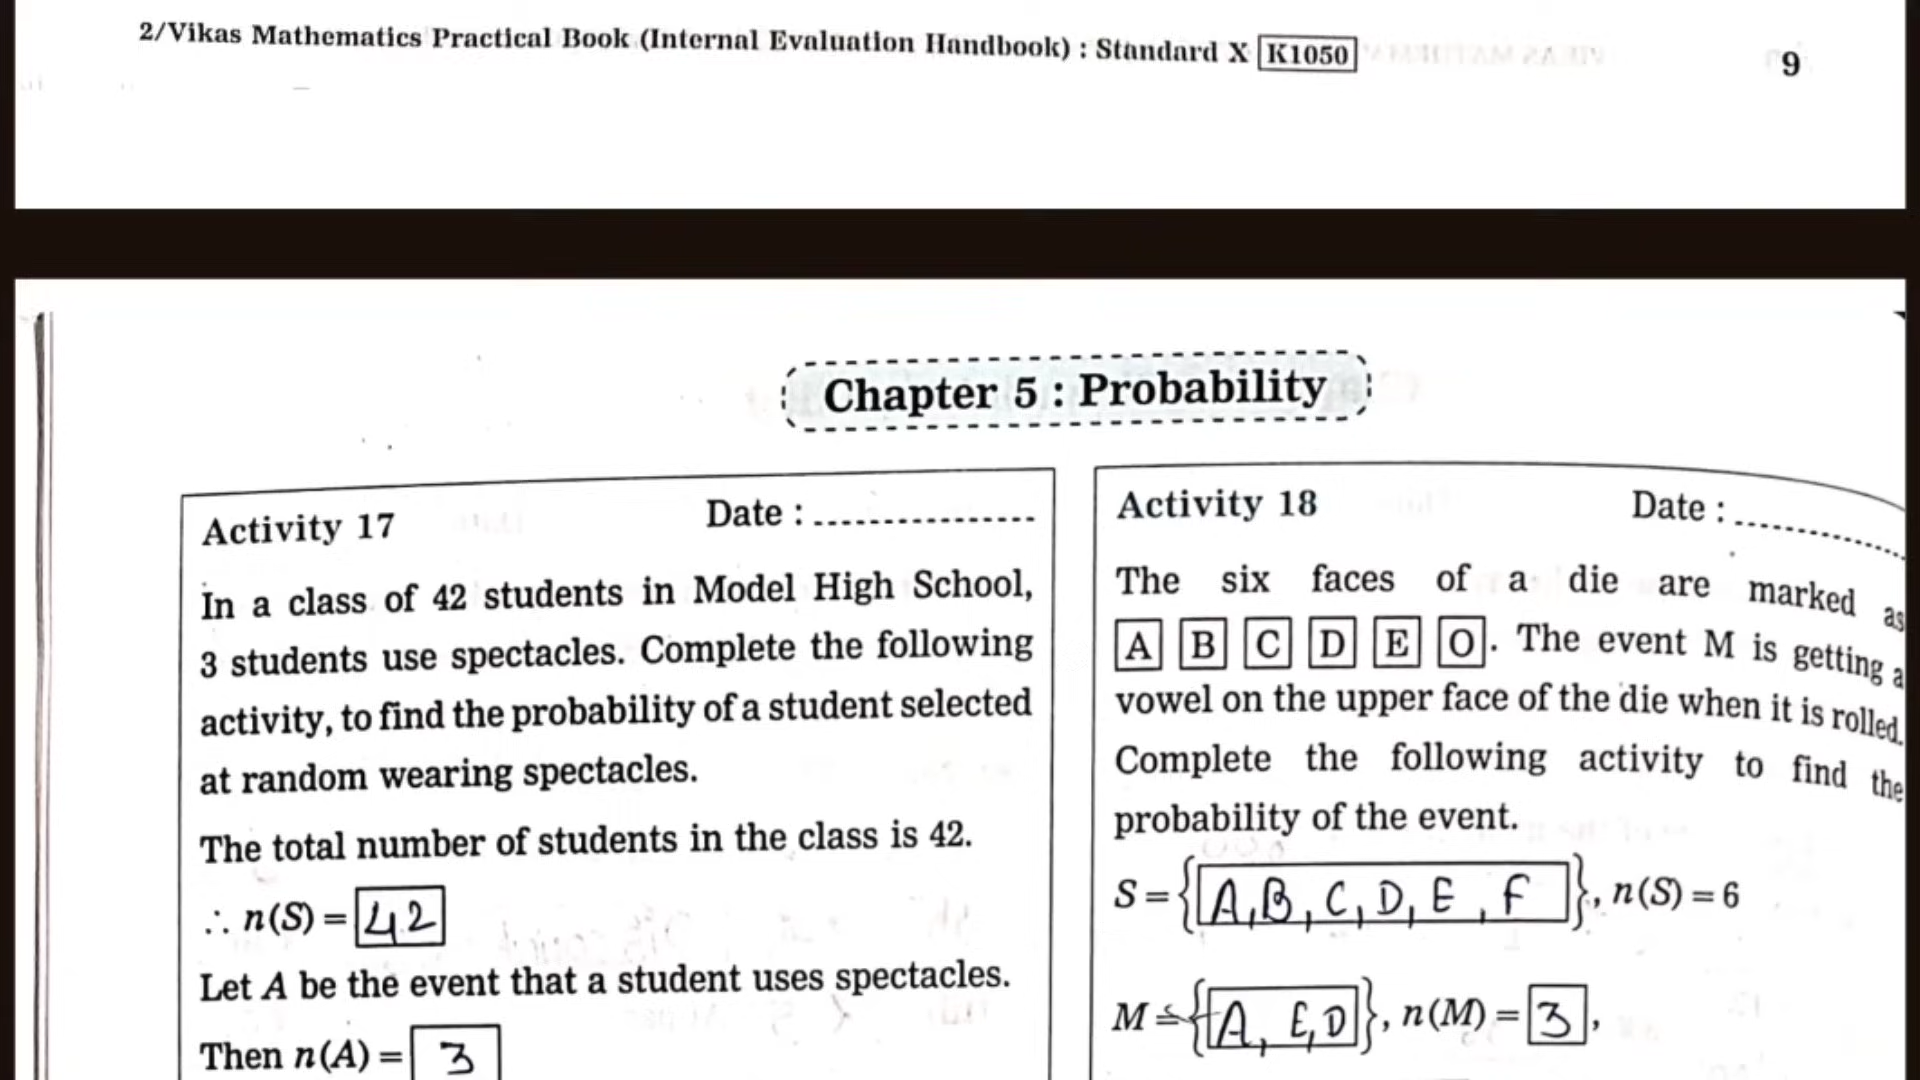 2/Vikas Mathematics Practical Book (Internal Evaluation Handbook) : Standard X K1050
9
Chapter 5 : Probability
Activity 17 Date : ................
In a class of 42 students in Model High School,
3 students use spectacles. Complete the following
activity, to find the probability of a student selected
at random wearing spectacles.
The total number of students in the class is 42.
∴ n(S) = 42
Let A be the event that a student uses spectacles.
Then n(A) = 3
Activity 18 Date : ................
The six faces of a die are marked as
A B C D E O. The event M is getting a
vowel on the upper face of the die when it is rolled.
Complete the following activity to find the
probability of the event.
S = {A, B, C, D, E, F}, n(S) = 6
M = {A, E, O}, n(M) = 3,